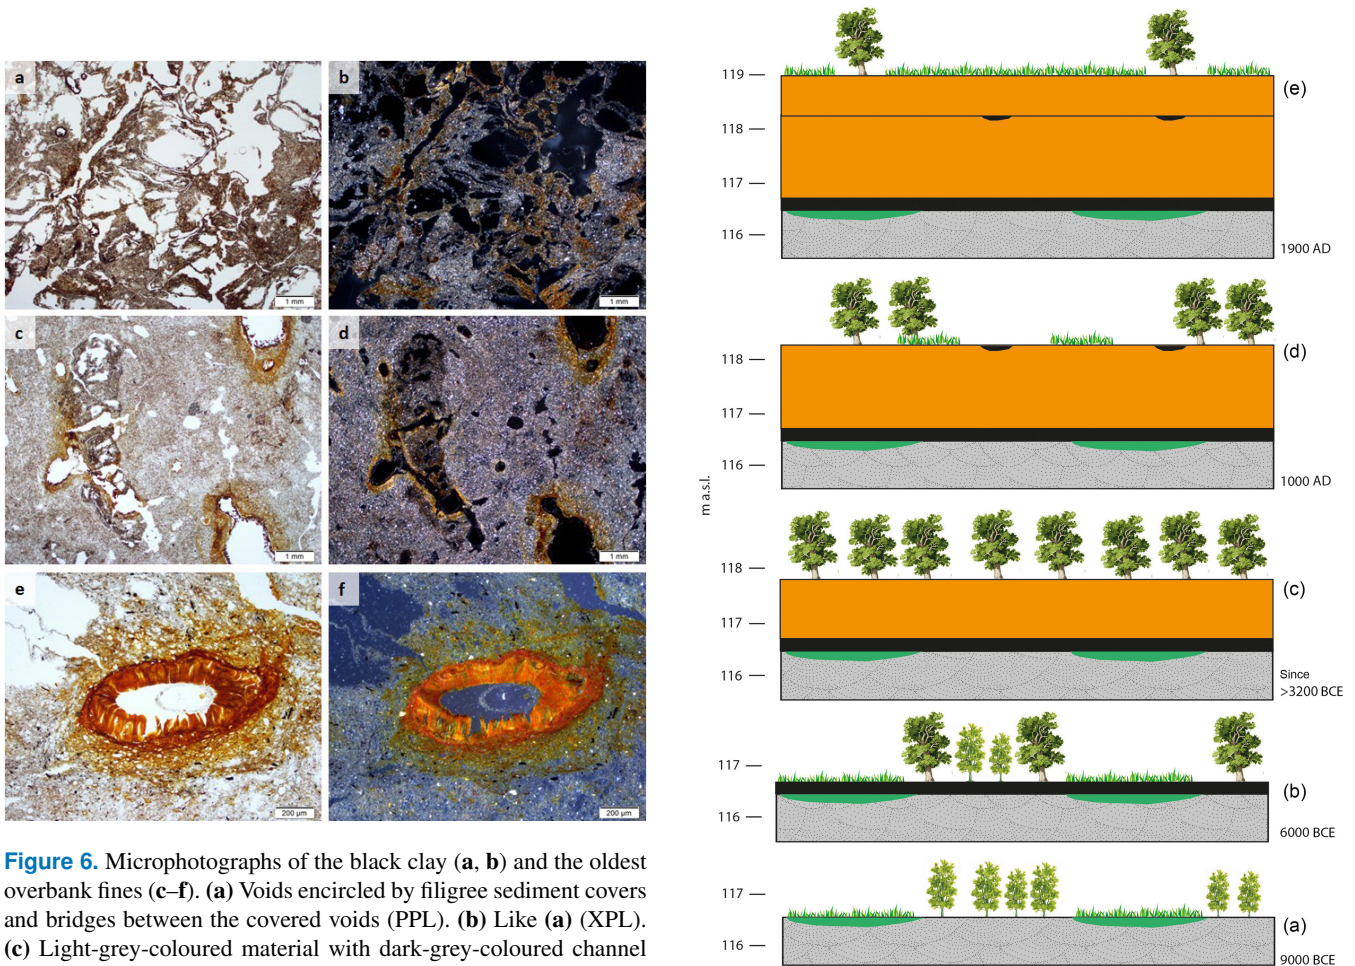 a
b
1 mm
1 mm
c
d
1 mm
1 mm
e
f
200 µm
200 µm
Figure 6. Microphotographs of the black clay (a, b) and the oldest
overbank fines (c–f). (a) Voids encircled by filigree sediment covers
and bridges between the covered voids (PPL). (b) Like (a) (XPL).
(c) Light-grey-coloured material with dark-grey-coloured channel
m a.s.l.
119
118
117
116
(e)
1900 AD
118
117
116
(d)
1000 AD
118
117
116
(c)
Since
>3200 BCE
117
116
(b)
6000 BCE
117
116
(a)
9000 BCE